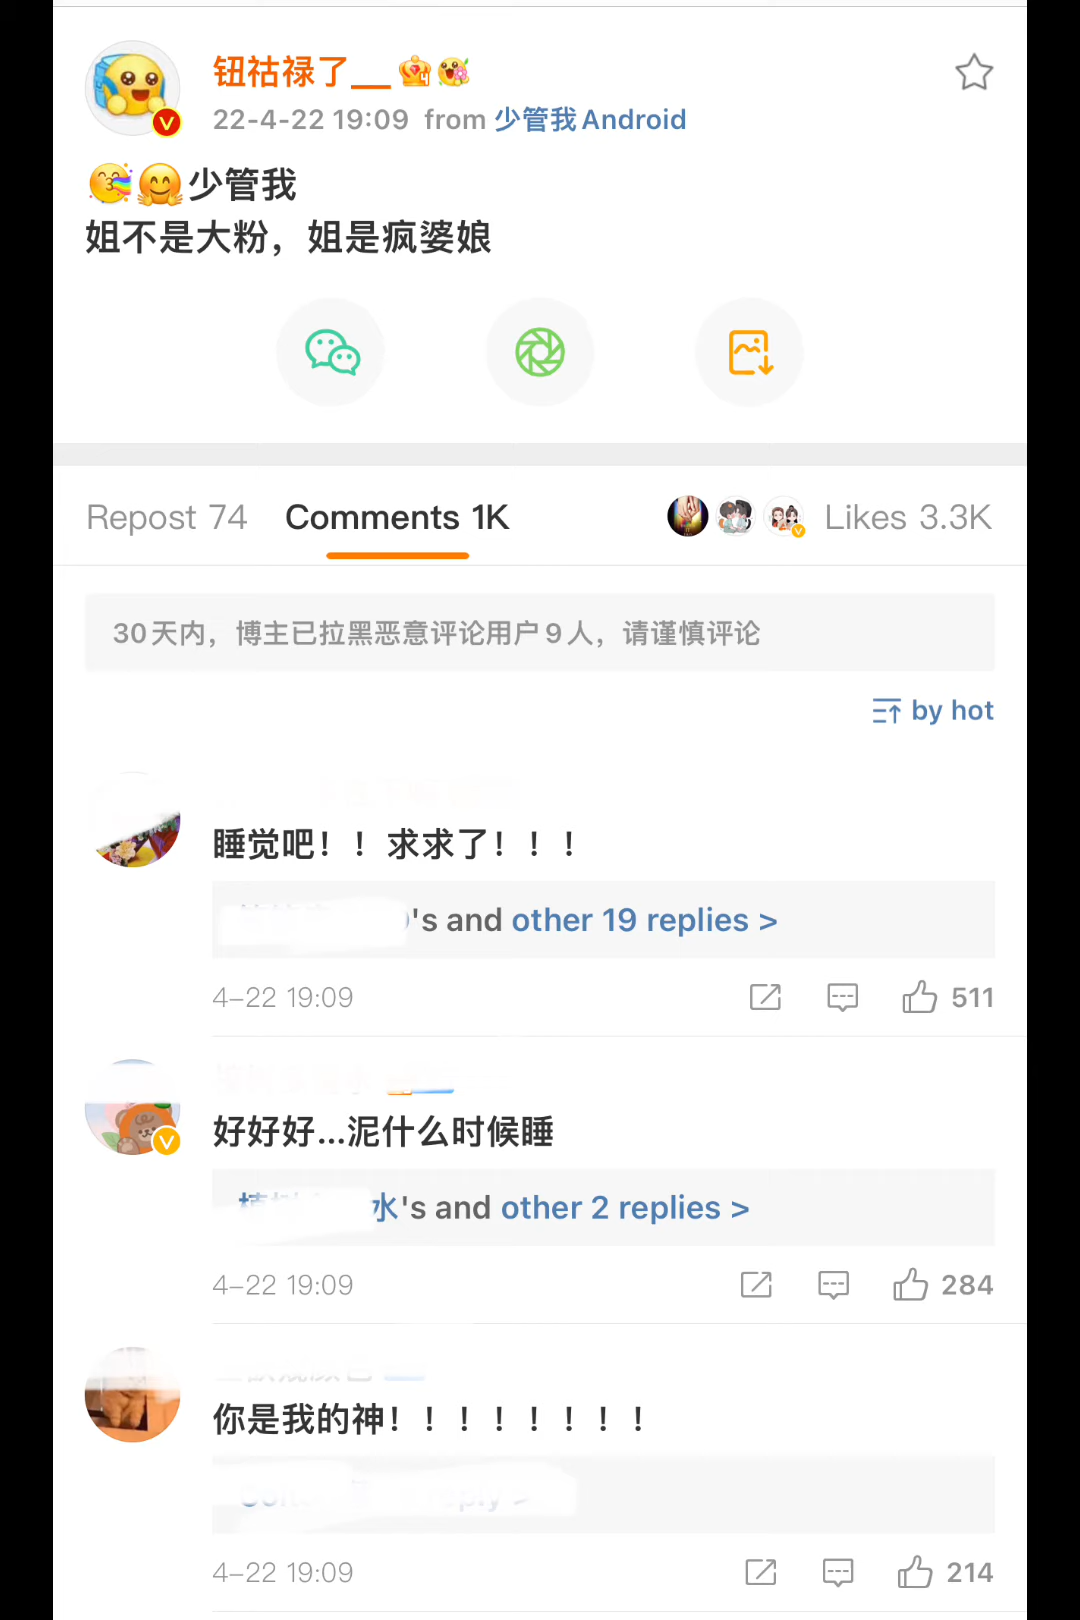 钮祜禄了__
22-4-22 19:09 from 少管我Android
少管我
姐不是大粉，姐是疯婆娘
Repost 74 Comments 1K Likes 3.3K
30天内，博主已拉黑恶意评论用户9人，请谨慎评论
by hot
睡觉吧！！求求了！！！
's and other 19 replies >
4-22 19:09 511
好好好...泥什么时候睡
水's and other 2 replies >
4-22 19:09 284
你是我的神！！！！！！！！
4-22 19:09 214